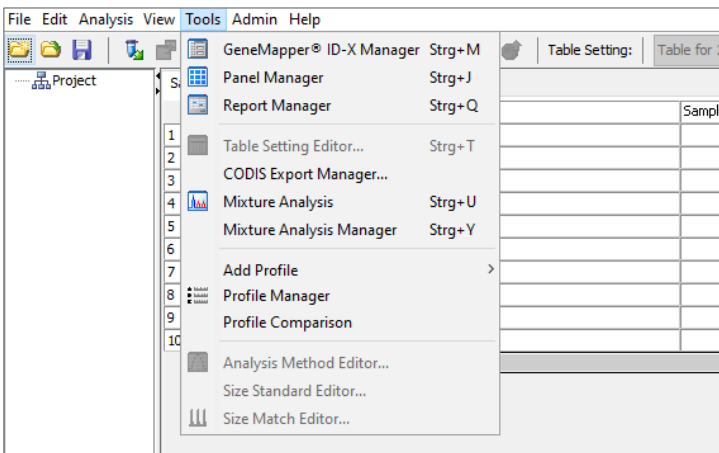 File Edit Analysis View Tools Admin Help
GeneMapper® ID-X Manager Strg+M
Table Setting:
Table for
Panel Manager Strg+J
Project
Report Manager Strg+Q
1
Table Setting Editor... Strg+T
2
CODIS Export Manager...
3
4
Mixture Analysis Strg+U
5
Mixture Analysis Manager Strg+Y
6
7
Add Profile
8
Profile Manager
9
Profile Comparison
10
Analysis Method Editor...
Size Standard Editor...
Size Match Editor...